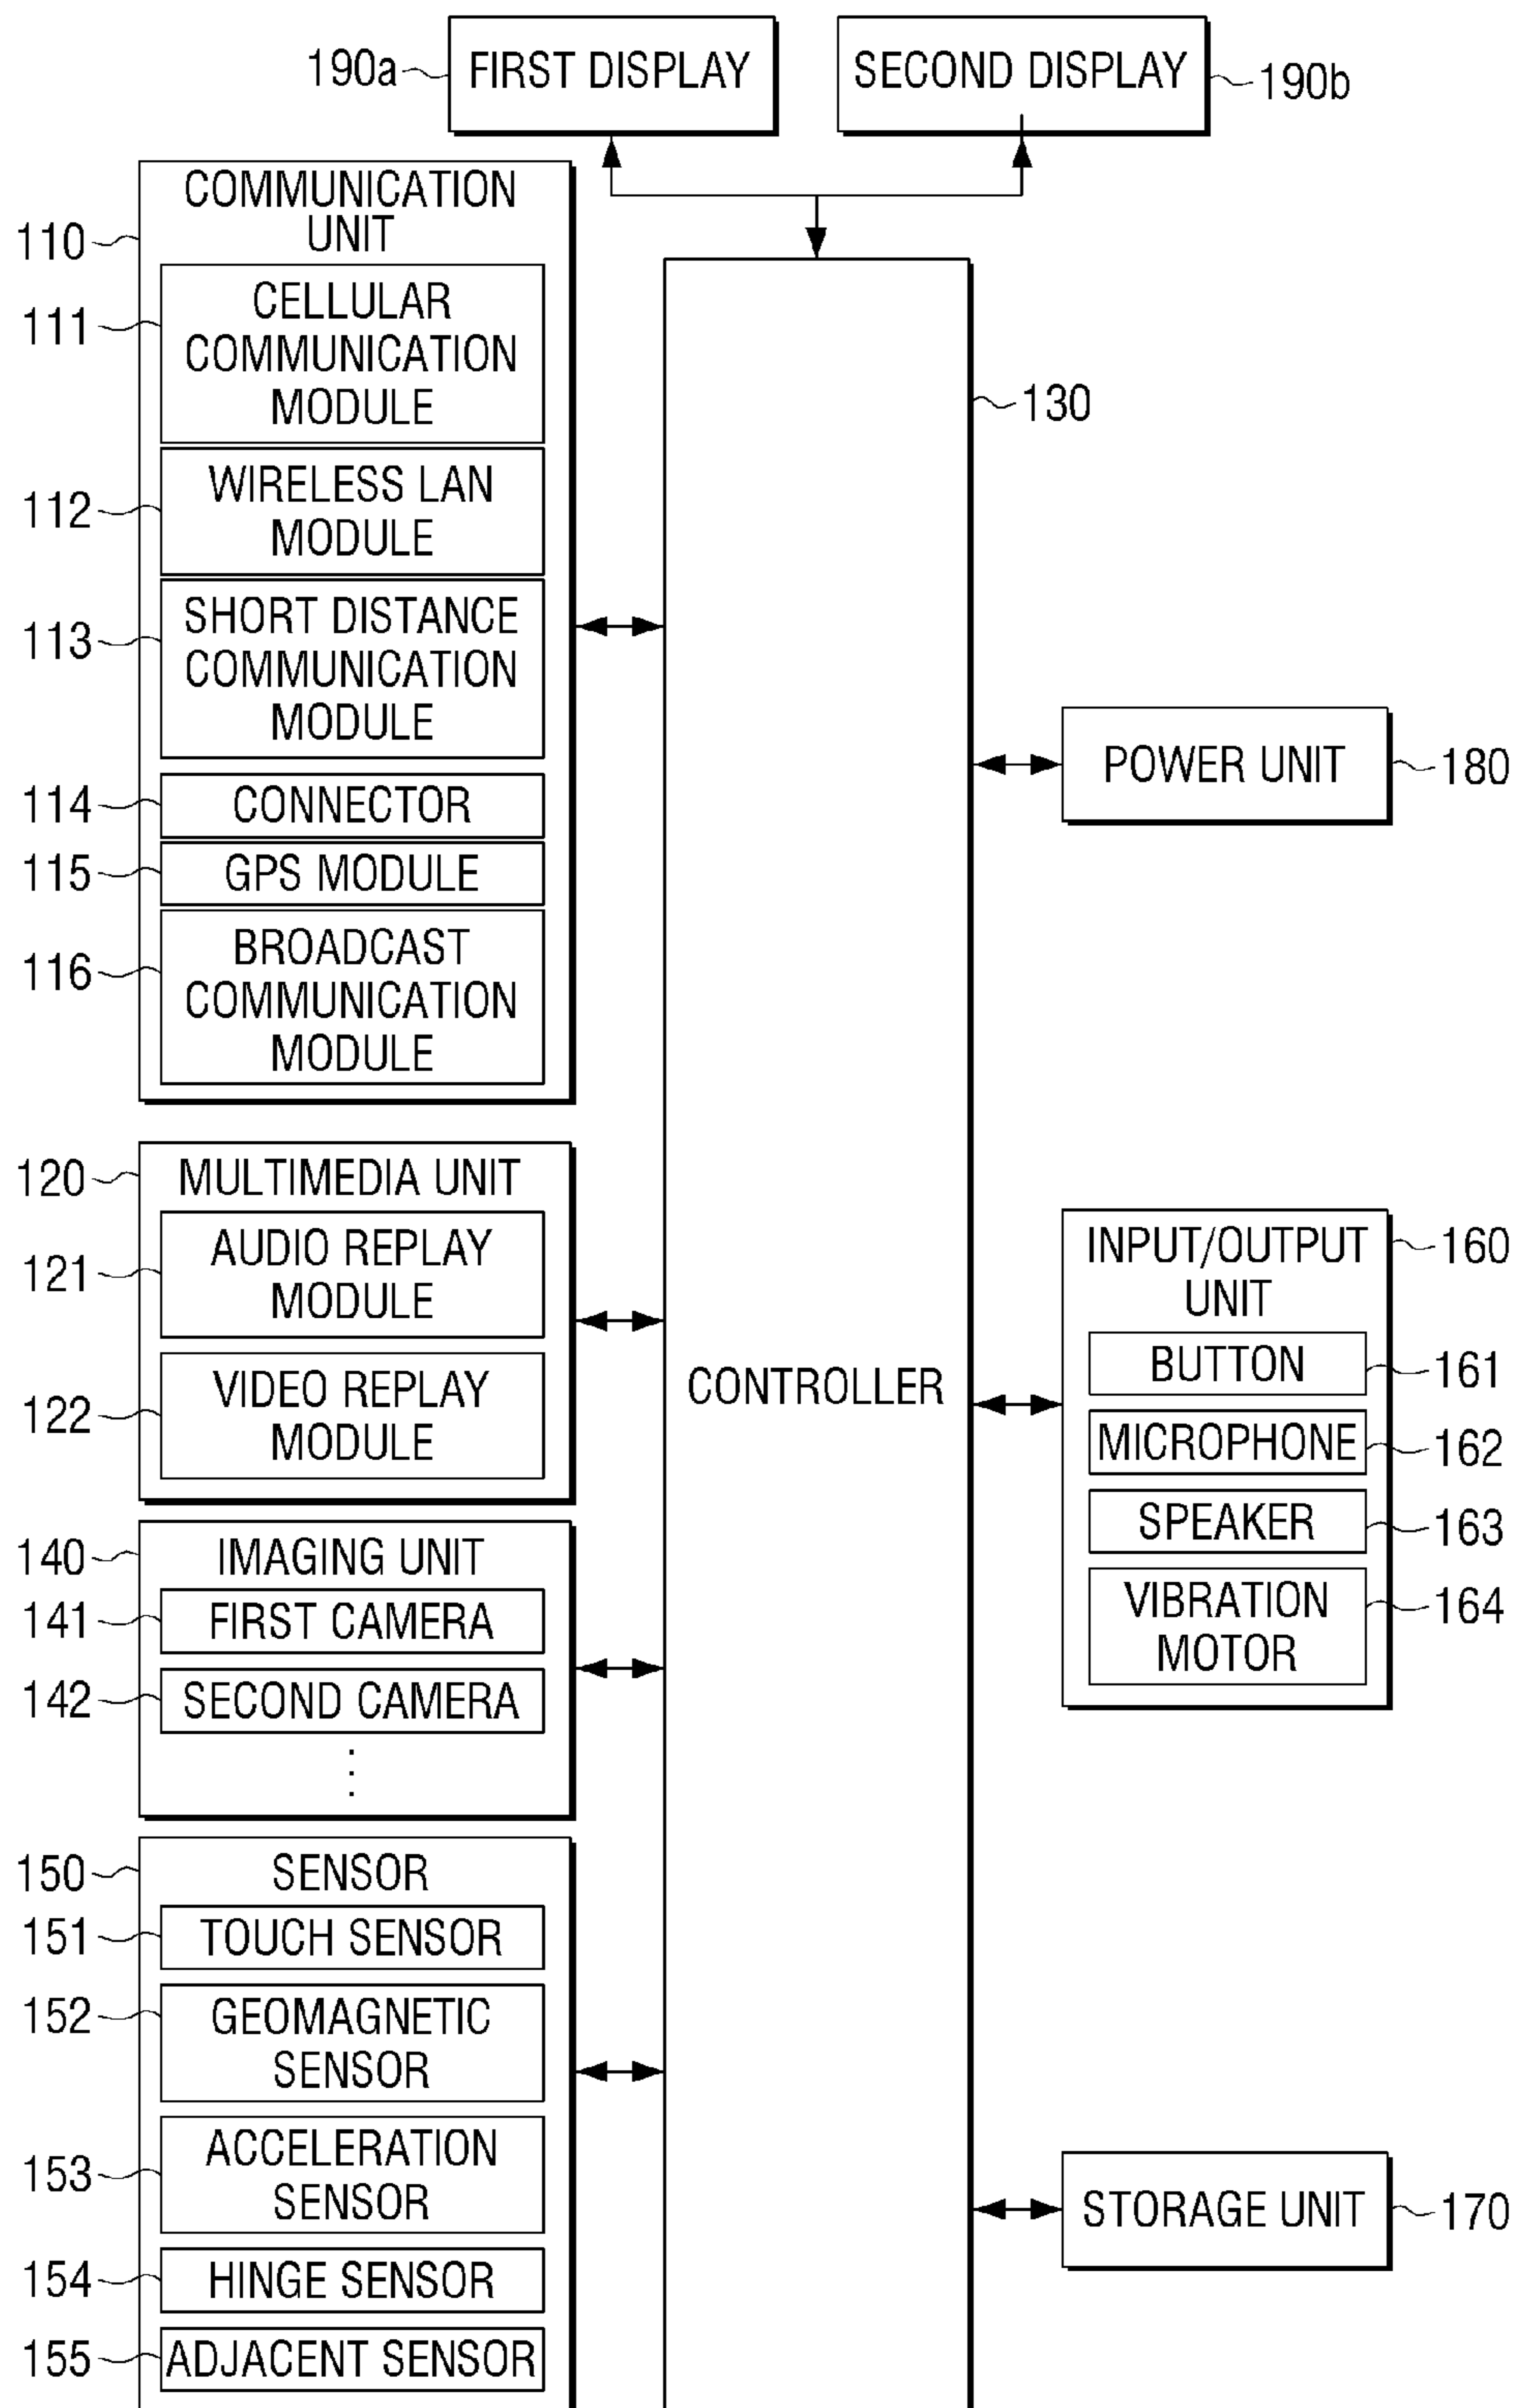 190a
FIRST DISPLAY
SECOND DISPLAY
190b
110
COMMUNICATION
UNIT
111
CELLULAR
COMMUNICATION
MODULE
112
WIRELESS LAN
MODULE
113
SHORT DISTANCE
COMMUNICATION
MODULE
114
CONNECTOR
115
GPS MODULE
116
BROADCAST
COMMUNICATION
MODULE
120
MULTIMEDIA UNIT
121
AUDIO REPLAY
MODULE
122
VIDEO REPLAY
MODULE
140
IMAGING UNIT
141
FIRST CAMERA
142
SECOND CAMERA
150
SENSOR
151
TOUCH SENSOR
152
GEOMAGNETIC
SENSOR
153
ACCELERATION
SENSOR
154
HINGE SENSOR
155
ADJACENT SENSOR
130
CONTROLLER
POWER UNIT
180
INPUT/OUTPUT
UNIT
160
BUTTON
161
MICROPHONE
162
SPEAKER
163
VIBRATION
MOTOR
164
STORAGE UNIT
170